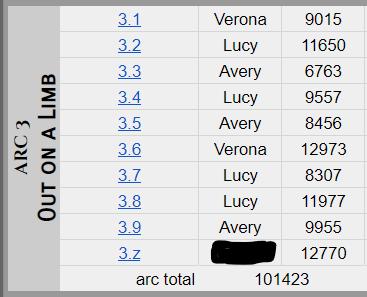 ARC 3
OUT ON A LIMB
3.1 Verona 9015
3.2 Lucy 11650
3.3 Avery 6763
3.4 Lucy 9557
3.5 Avery 8456
3.6 Verona 12973
3.7 Lucy 8307
3.8 Lucy 11977
3.9 Avery 9955
3.z 12770
arc total 101423